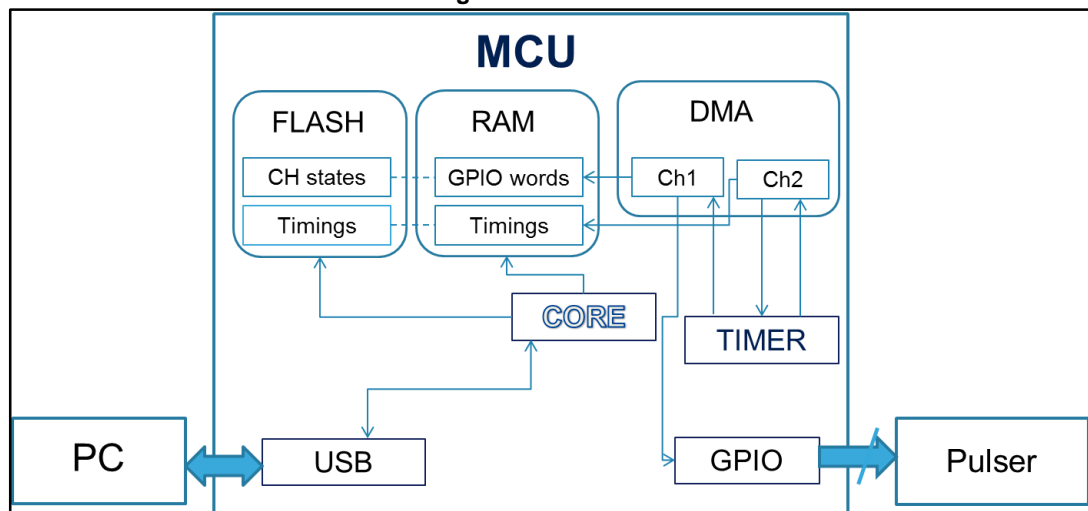 MCU
FLASH
RAM
DMA
CH states
GPIO words
Ch1
Ch2
Timings
Timings
CORE
TIMER
PC
USB
GPIO
Pulser